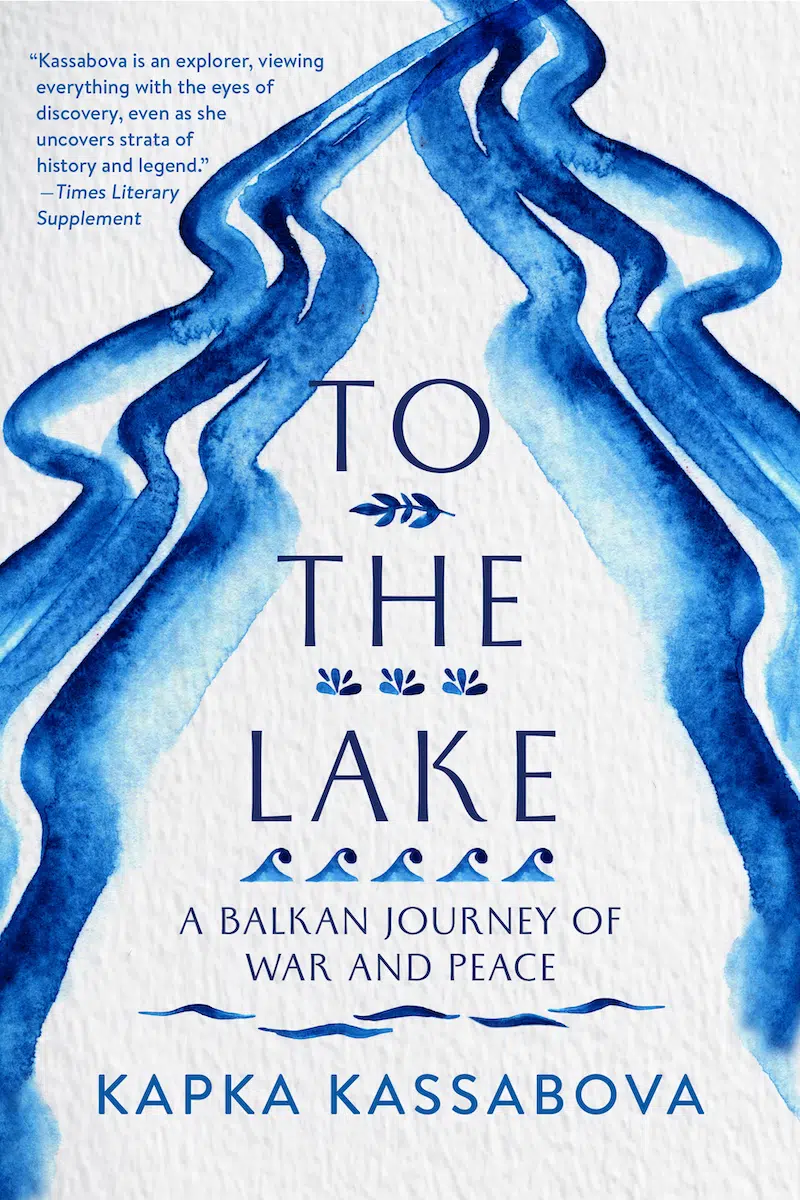 “Kassabova is an explorer, viewing
everything with the eyes of
discovery, even as she
uncovers strata of
history and legend.”
—Times Literary
Supplement
TO
THE
LAKE
A BALKAN JOURNEY OF
WAR AND PEACE
KAPKA KASSABOVA